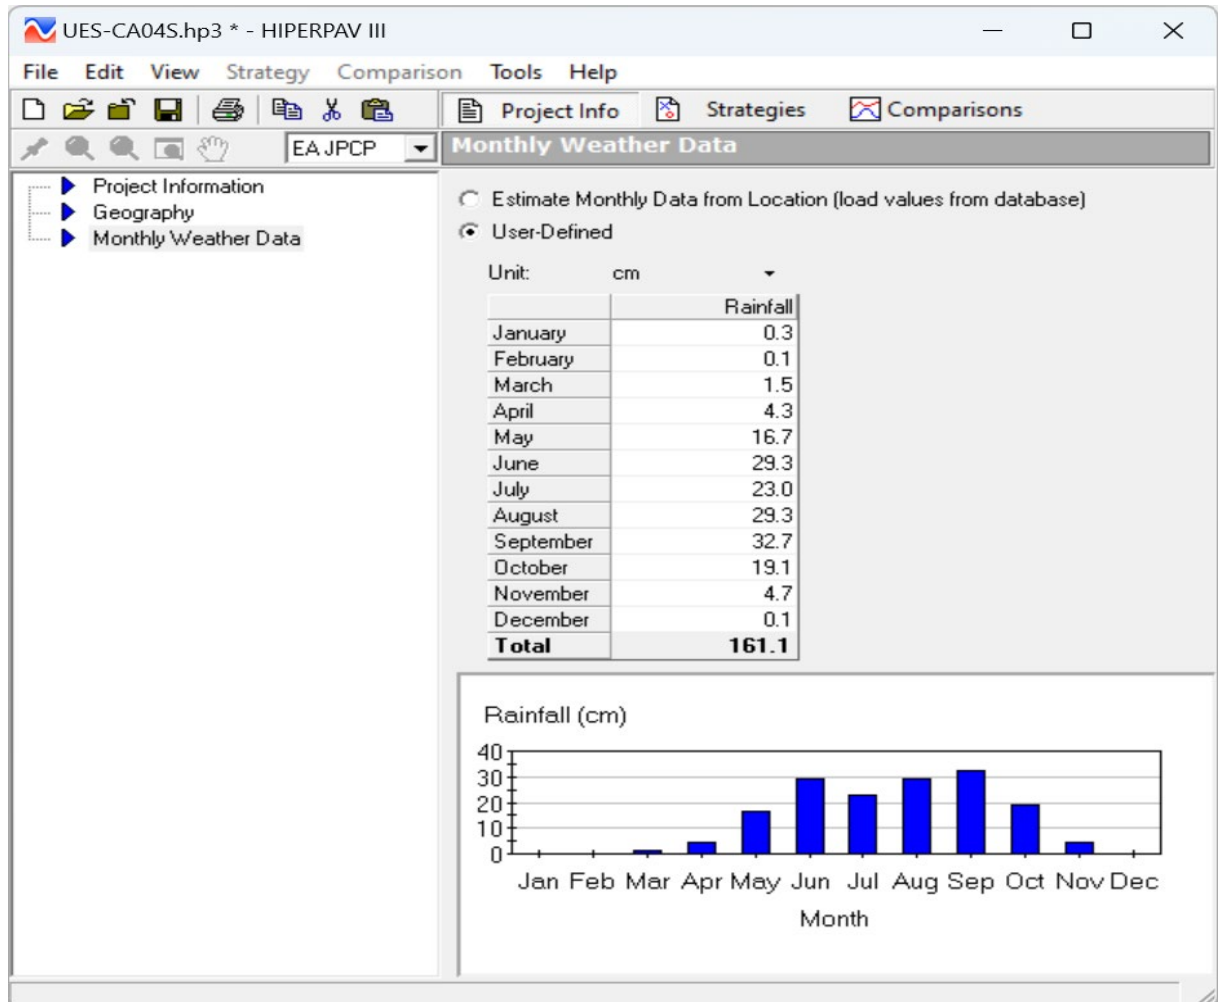 UES-CA04S.hp3 * - HIPERPAV III
File Edit View Strategy Comparison Tools Help
Project Info Strategies Comparisons
EA JPCP
Monthly Weather Data
Project Information
Geography
Monthly Weather Data
Estimate Monthly Data from Location (load values from database)
User-Defined
Unit: cm
Rainfall
January 0.3
February 0.1
March 1.5
April 4.3
May 16.7
June 29.3
July 23.0
August 29.3
September 32.7
October 19.1
November 4.7
December 0.1
Total 161.1
Rainfall (cm)
40
30
20
10
0
Jan Feb Mar Apr May Jun Jul Aug Sep Oct Nov Dec
Month